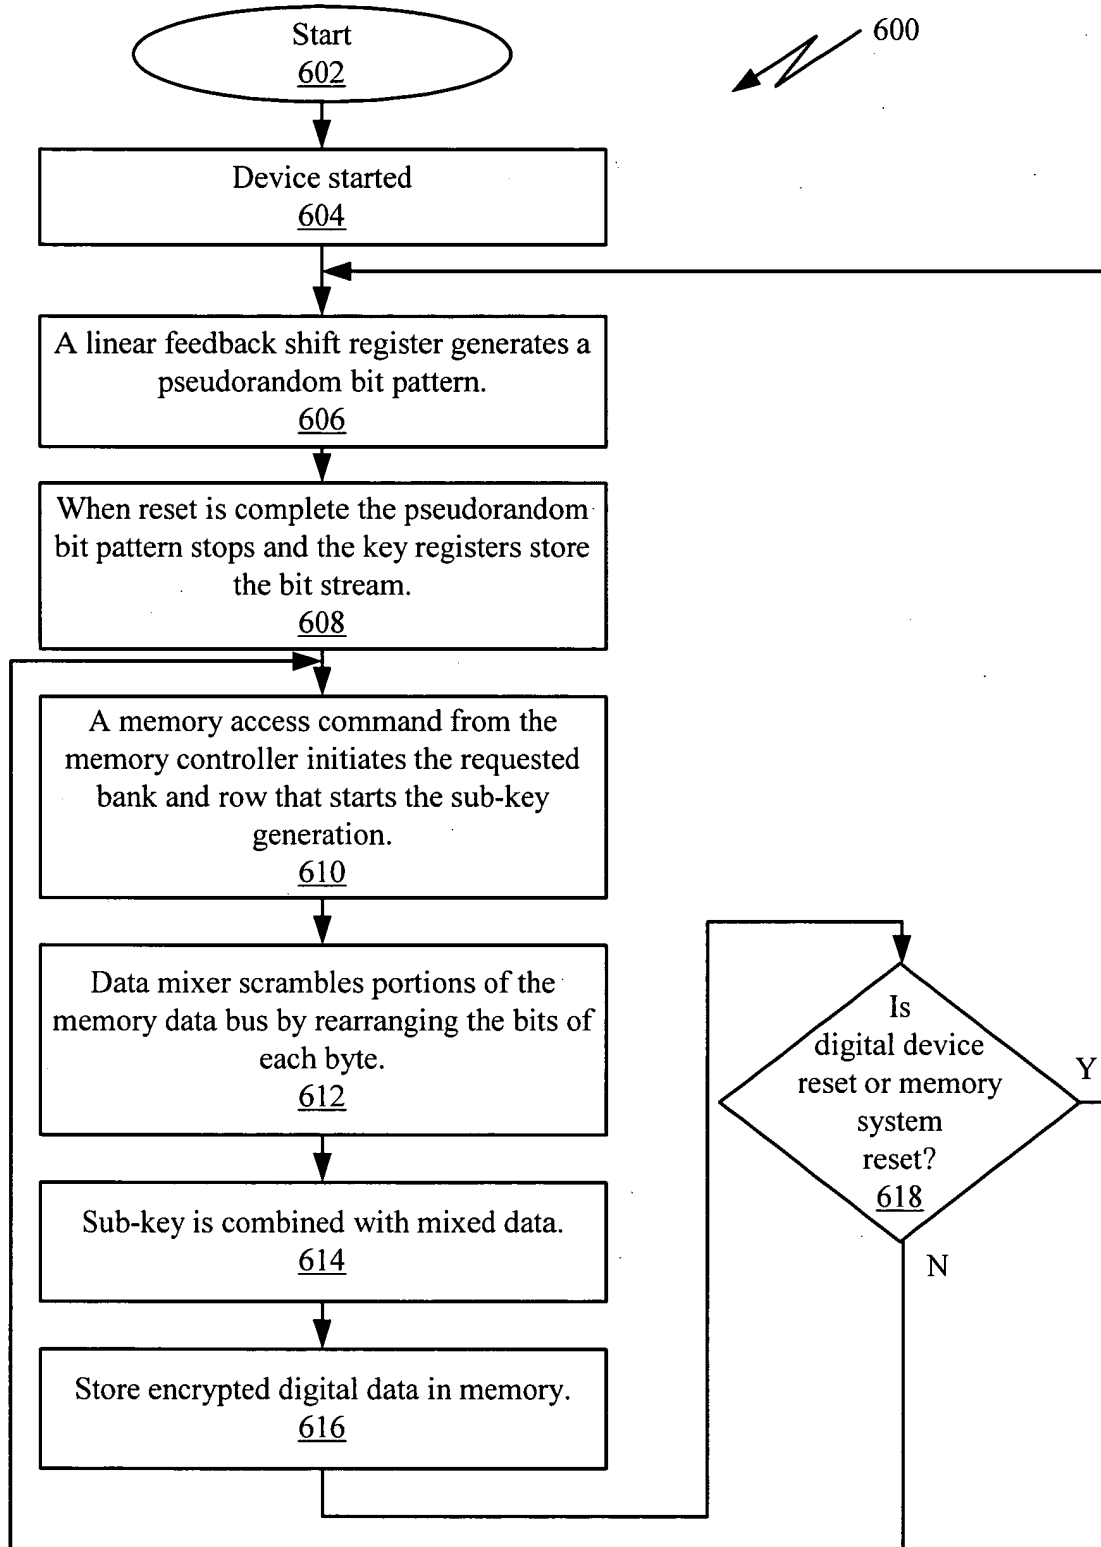 Start
602
600
Device started
604
A linear feedback shift register generates a
pseudorandom bit pattern.
606
When reset is complete the pseudorandom
bit pattern stops and the key registers store
the bit stream.
608
A memory access command from the
memory controller initiates the requested
bank and row that starts the sub-key
generation.
610
Data mixer scrambles portions of the
memory data bus by rearranging the bits of
each byte.
612
Sub-key is combined with mixed data.
614
Store encrypted digital data in memory.
616
Is
digital device
reset or memory
system
reset?
618
Y
N